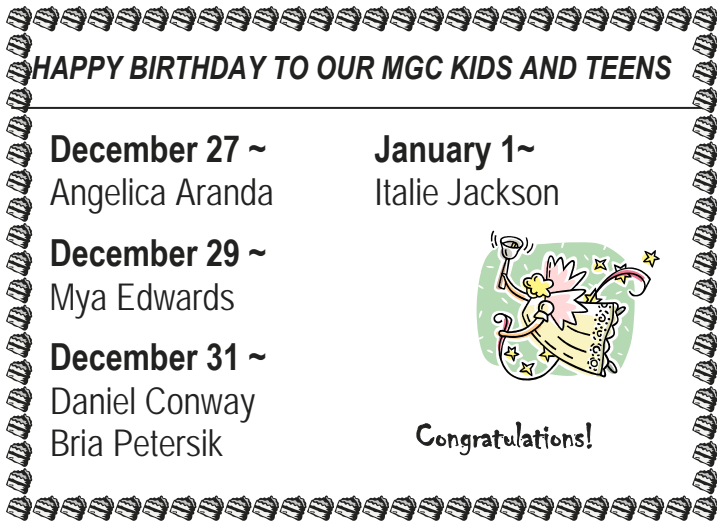 HAPPY BIRTHDAY TO OUR MGC KIDS AND TEENS
December 27 ~
Angelica Aranda
December 29 ~
Mya Edwards
December 31 ~
Daniel Conway
Bria Petersik
January 1~
Italie Jackson
Congratulations!